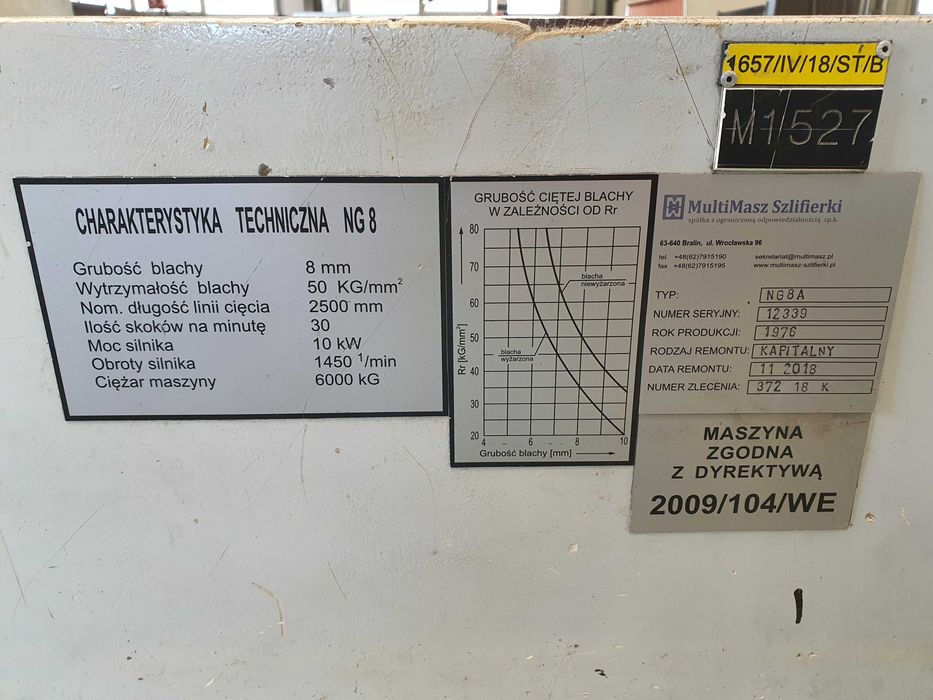 1657/IV/18/ST/B
M1527
CHARAKTERYSTYKA TECHNICZNA NG 8
Grubość blachy 8 mm
Wytrzymałość blachy 50 KG/mm²
Nom. długość linii cięcia 2500 mm
Ilość skoków na minutę 30
Moc silnika 10 kW
Obroty silnika 1450 1/min
Ciężar maszyny 6000 kG
GRUBOŚĆ CIĘTEJ BLACHY
W ZALEŻNOŚCI OD Rr
80
blacha
niewyżarzona
60
50
Rr [kG/mm²]
blacha
wyżarzona
40
30
20
4 6 8 10
Grubość blachy [mm]
MultiMasz Szlifierki
spółka z ograniczoną odpowiedzialnością sp.k.
63-640 Bralin, ul. Wrocławska 96
tel. +48(62)7915190 sekretariat@multimasz.pl
fax +48(62)7915195 www.multimasz-szlifierki.pl
TYP: NG8A
NUMER SERYJNY: 12339
ROK PRODUKCJI: 1976
RODZAJ REMONTU: KAPITALNY
DATA REMONTU: 11 2018
NUMER ZLECENIA: 372 18 K
MASZYNA
ZGODNA
Z DYREKTYWĄ
2009/104/WE